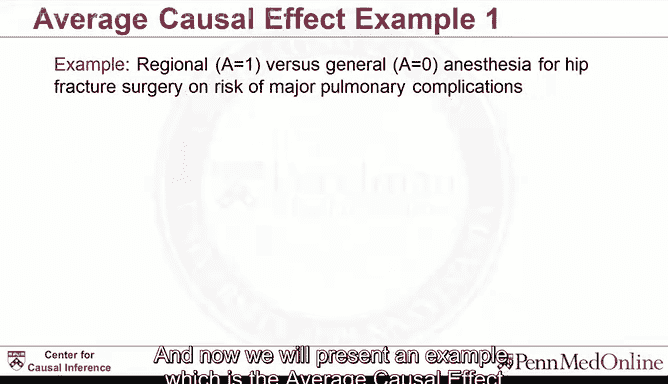 Average Causal Effect Example 1
Example: Regional (A=1) versus general (A=0) anesthesia for hip
fracture surgery on risk of major pulmonary complications
Center for
Causal Inference
And now we will present an example,
which is the Average Causal Effect
PennMedOnline